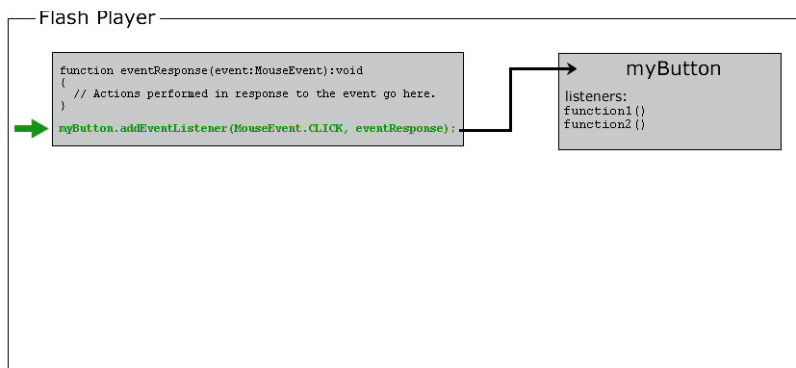 Flash Player
function eventResponse(event:MouseEvent):void
{
// Actions performed in response to the event go here.
}
myButton.addEventListener(MouseEvent.CLICK, eventResponse);
myButton
listeners:
function1()
function2()